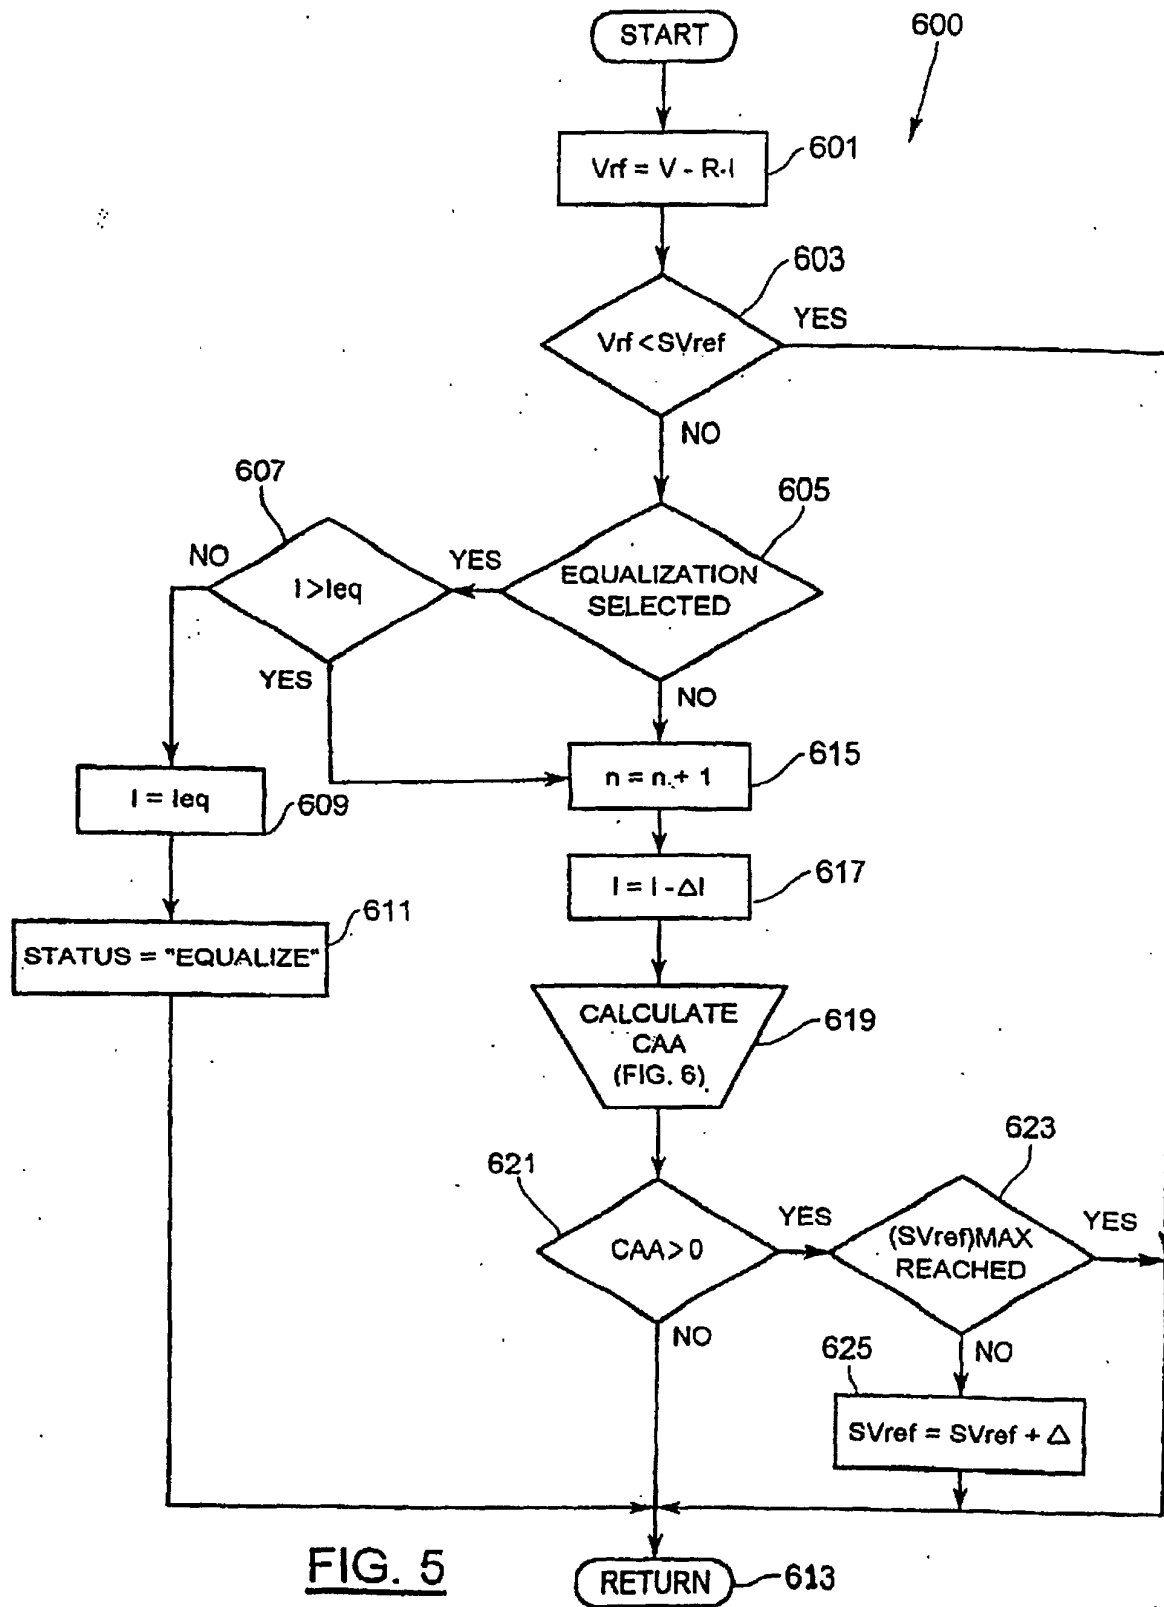 START
600
Vrf = V - R·I
601
603
Vrf < SVref
YES
NO
607
605
NO
I > Ieq
YES
EQUALIZATION
SELECTED
YES
NO
n = n + 1
615
I = Ieq
609
I = I - ΔI
617
STATUS = "EQUALIZE"
611
CALCULATE
CAA
(FIG. 6)
619
621
623
CAA > 0
YES
(SVref)MAX
REACHED
YES
NO
NO
625
SVref = SVref + Δ
FIG. 5
RETURN
613